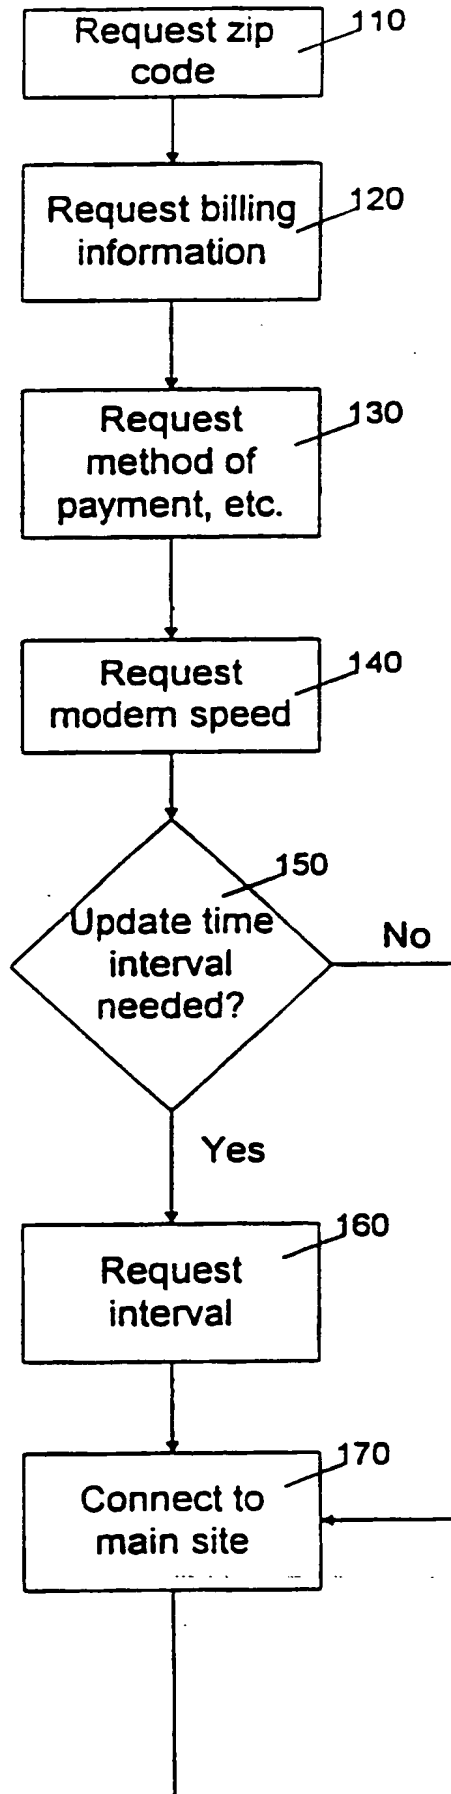 Request zip
code
110
Request billing
information
120
Request
method of
payment, etc.
130
Request
modem speed
140
150
Update time
interval
needed?
No
Yes
160
Request
interval
170
Connect to
main site